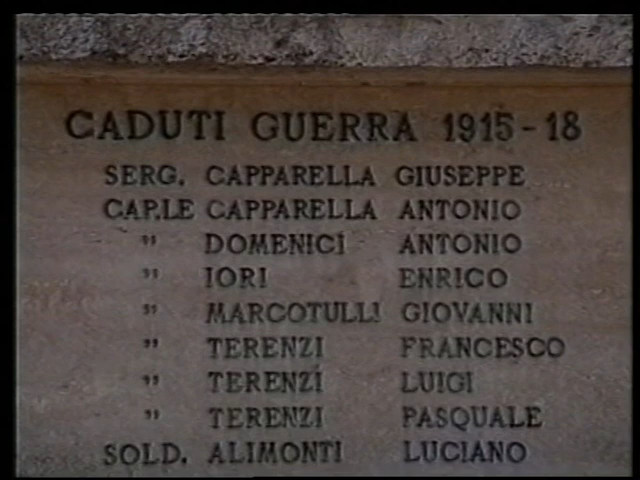 CADUTI GUERRA 1915-18
SERG. CAPPARELLA GIUSEPPE
CAP.LE CAPPARELLA ANTONIO
" DOMENICI ANTONIO
" IORI ENRICO
" MARCOTULLI GIOVANNI
" TERENZI FRANCESCO
" TERENZI LUIGI
" TERENZI PASQUALE
SOLD. ALIMONTI LUCIANO